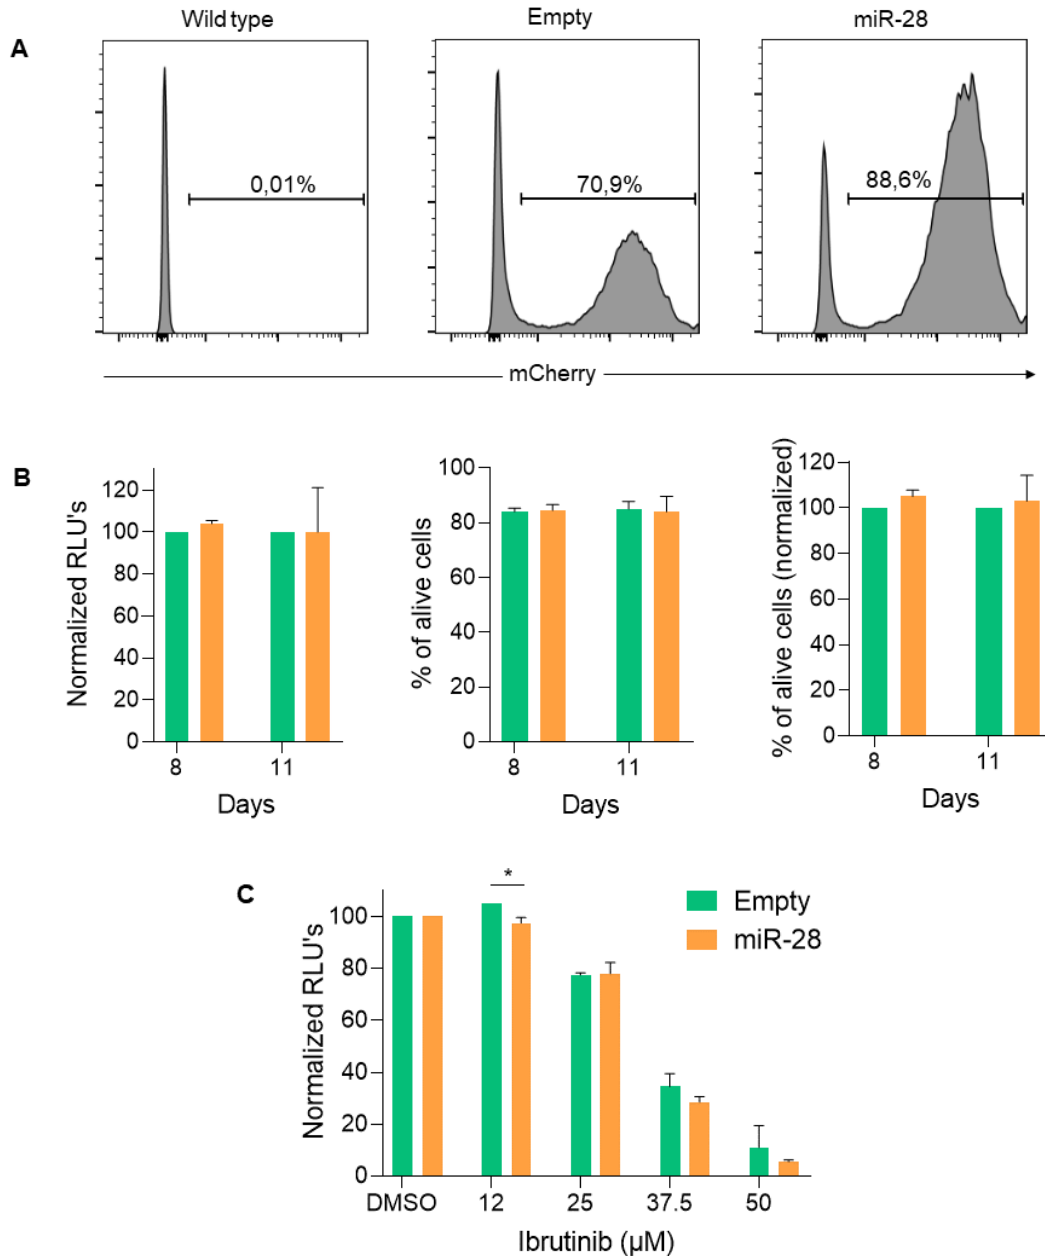 A
Wild type
Empty
miR-28
0,01%
70,9%
88,6%
mCherry
B
Normalized RLU's
120
100
80
60
40
20
0
8
11
Days
% of alive cells
100
80
60
40
20
0
8
11
Days
% of alive cells (normalized)
120
100
80
60
40
20
0
8
11
Days
C
Normalized RLU's
100
80
60
40
20
0
*
Empty
miR-28
DMSO
12
25
37.5
50
Ibrutinib (µM)